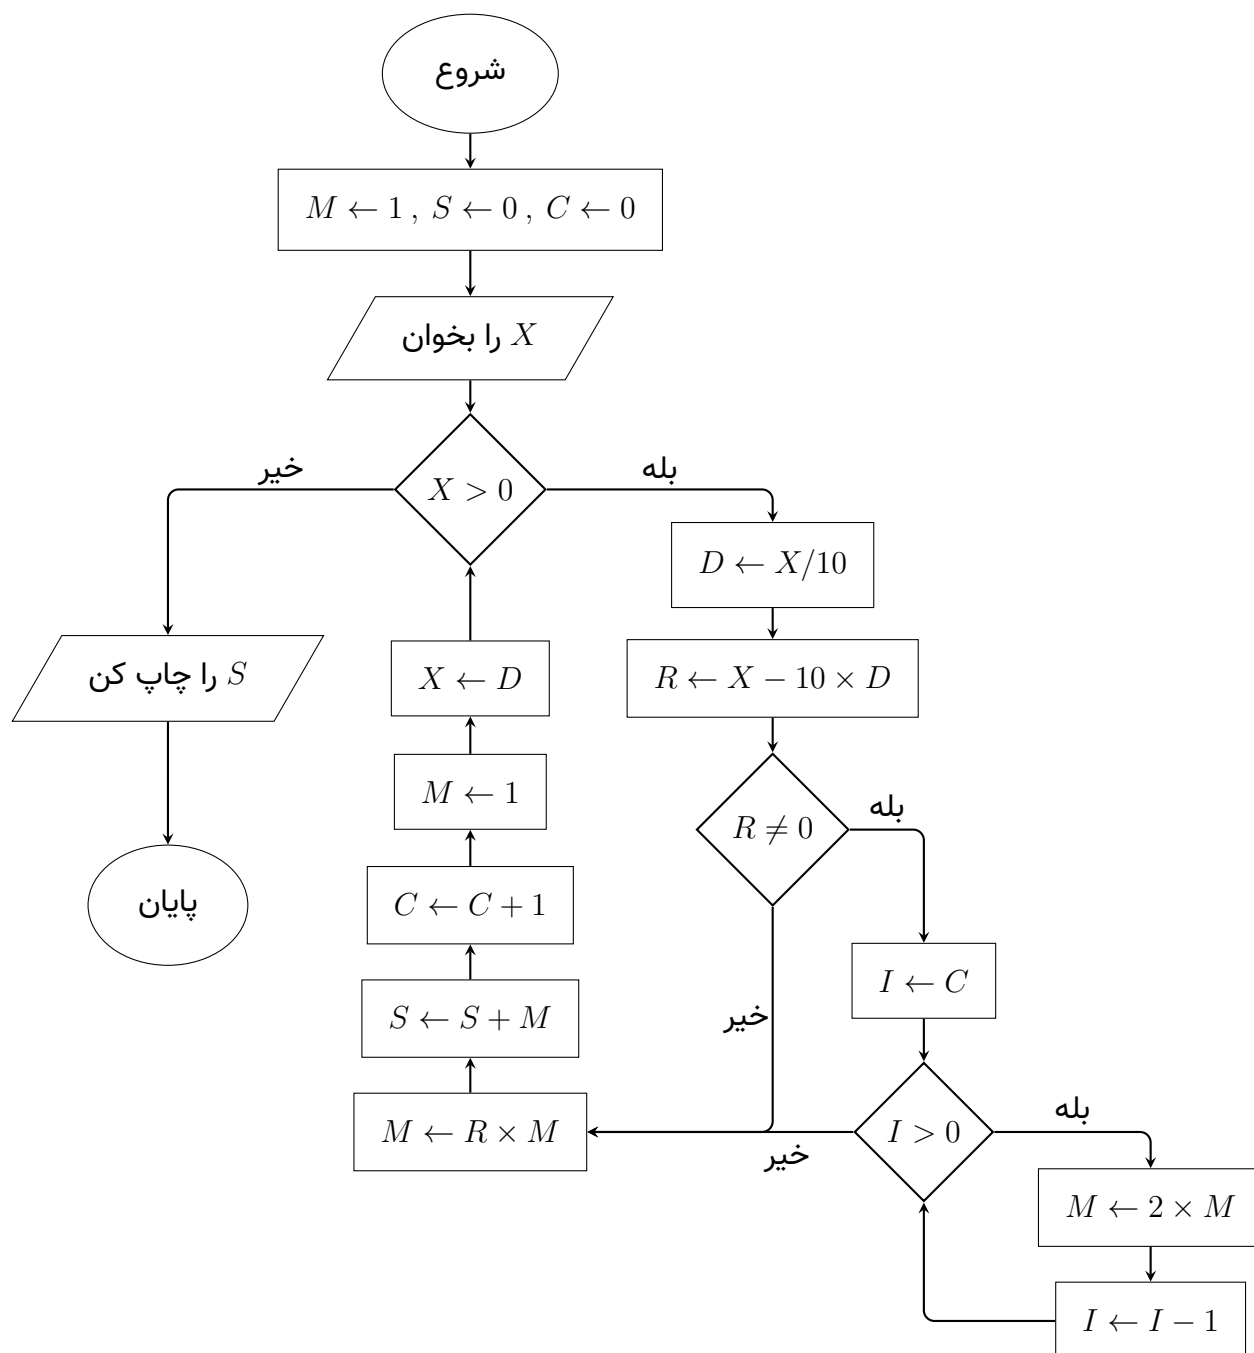 شروع
M ← 1 , S ← 0 , C ← 0
X را بخوان
X > 0
خیر
بله
D ← X/10
S را چاپ کن
X ← D
R ← X − 10 × D
M ← 1
R ≠ 0
بله
پایان
C ← C + 1
I ← C
S ← S + M
خیر
M ← R × M
I > 0
خیر
بله
M ← 2 × M
I ← I − 1